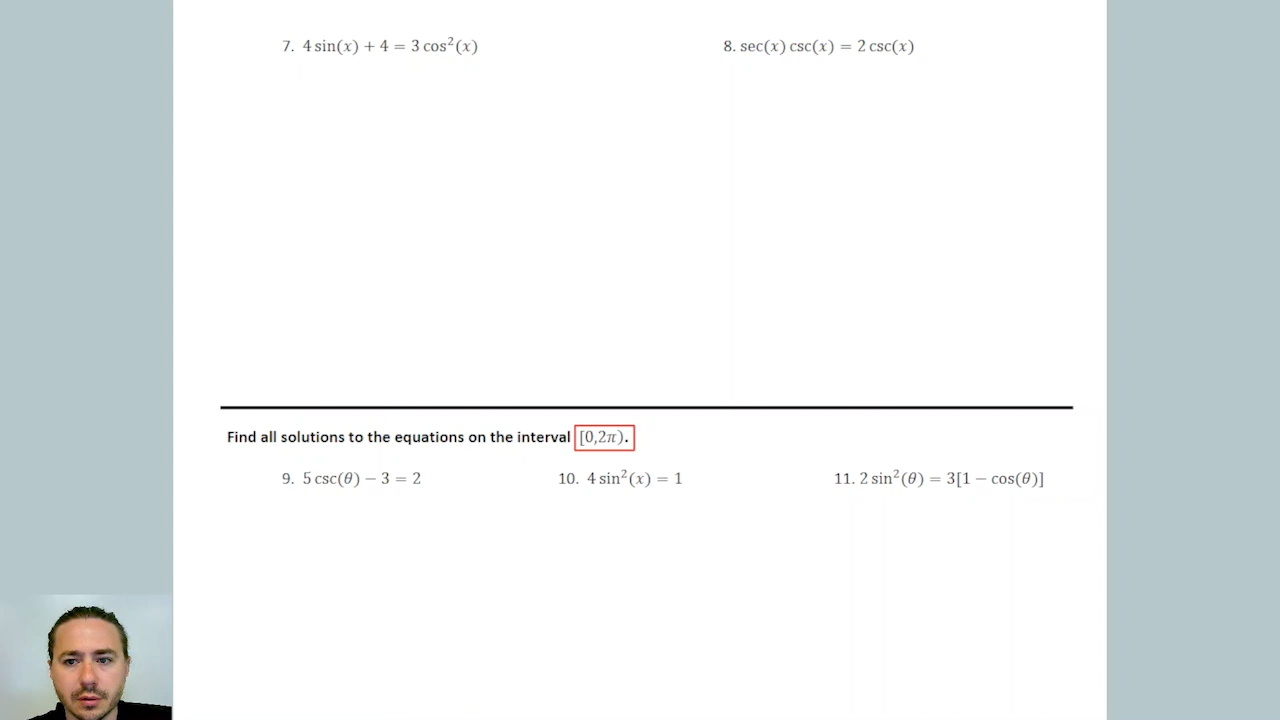 7. 4 sin(x) + 4 = 3 cos²(x)
8. sec(x) csc(x) = 2 csc(x)
Find all solutions to the equations on the interval [0,2π).
9. 5 csc(θ) − 3 = 2
10. 4 sin²(x) = 1
11. 2 sin²(θ) = 3[1 − cos(θ)]